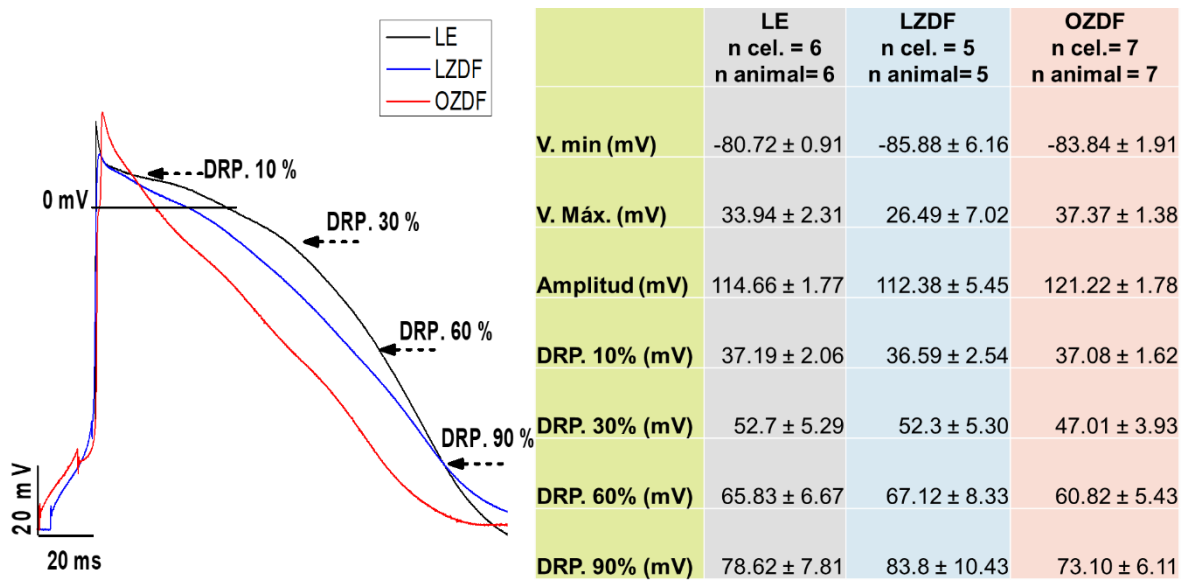 LE
LZDF
OZDF
DRP. 10 %
0 mV
DRP. 30 %
DRP. 60 %
DRP. 90 %
20 mV
20 ms
LE LZDF OZDF
n cel. = 6 n cel. = 5 n cel.= 7
n animal= 6 n animal= 5 n animal = 7
V. min (mV) -80.72 ± 0.91 -85.88 ± 6.16 -83.84 ± 1.91
V. Máx. (mV) 33.94 ± 2.31 26.49 ± 7.02 37.37 ± 1.38
Amplitud (mV) 114.66 ± 1.77 112.38 ± 5.45 121.22 ± 1.78
DRP. 10% (mV) 37.19 ± 2.06 36.59 ± 2.54 37.08 ± 1.62
DRP. 30% (mV) 52.7 ± 5.29 52.3 ± 5.30 47.01 ± 3.93
DRP. 60% (mV) 65.83 ± 6.67 67.12 ± 8.33 60.82 ± 5.43
DRP. 90% (mV) 78.62 ± 7.81 83.8 ± 10.43 73.10 ± 6.11